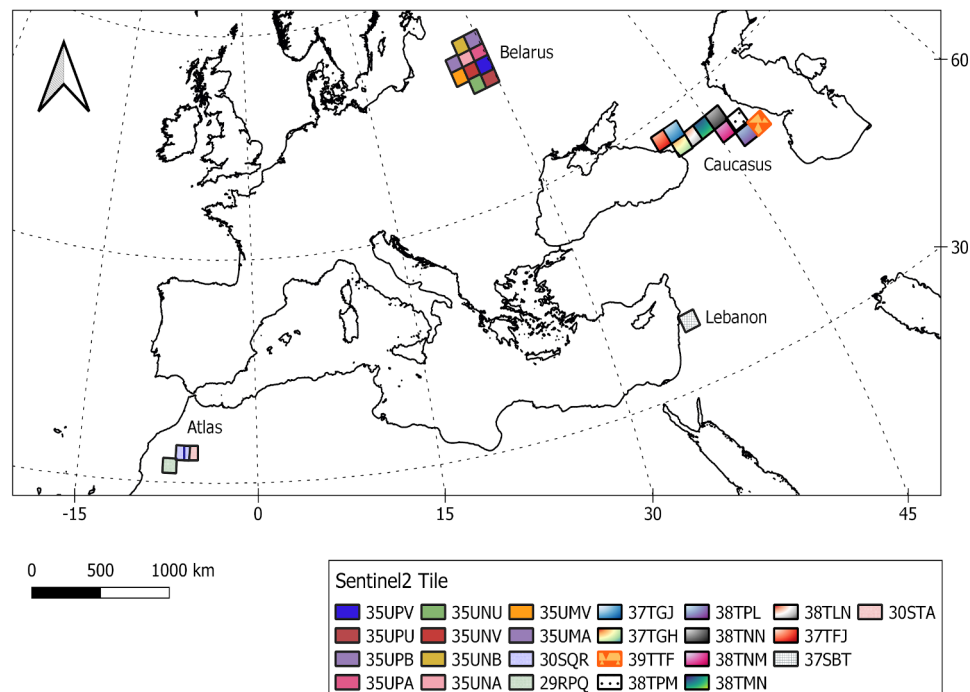 Belarus
60
Caucasus
30
Lebanon
Atlas
-15 0 15 30 45
0 500 1000 km
Sentinel2 Tile
35UPV 35UNU 35UMV 37TGJ 38TPL 38TLN 30STA
35UPU 35UNV 35UMA 37TGH 38TNN 37TFJ
35UPB 35UNB 30SQR 39TTF 38TNM 37SBT
35UPA 35UNA 29RPQ 38TPM 38TMN